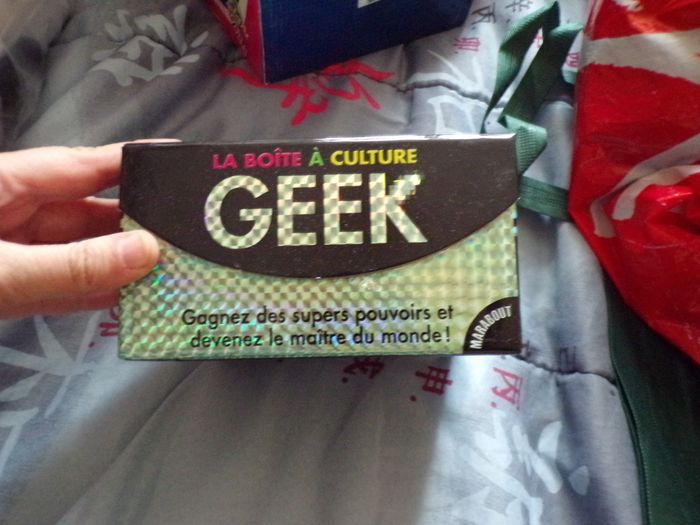 LA BOÎTE À CULTURE
GEEK
Gagnez des supers pouvoirs et
devenez le maître du monde!
MARABOUT